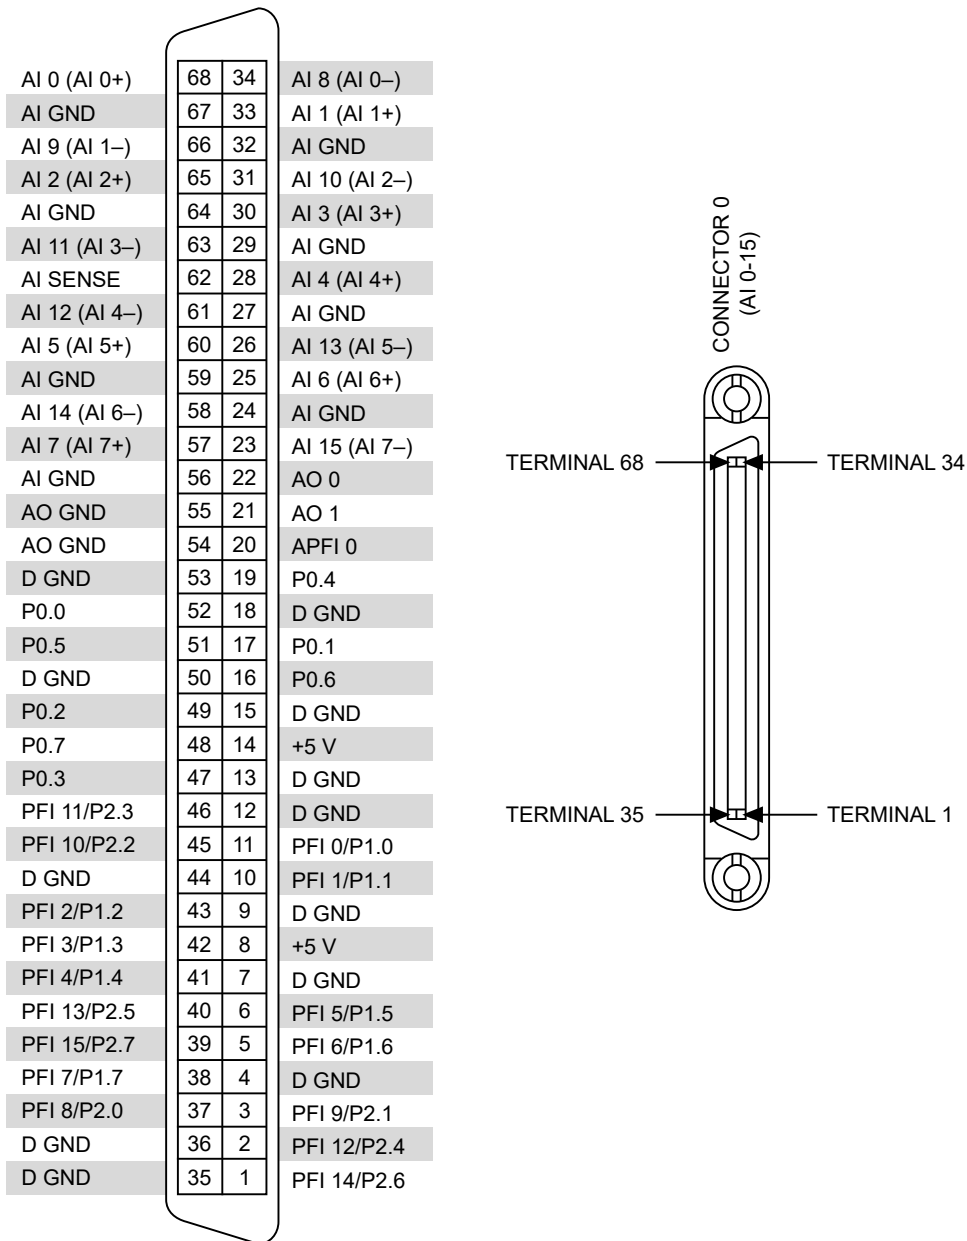 AI 0 (AI 0+) 68 34 AI 8 (AI 0–)
AI GND 67 33 AI 1 (AI 1+)
AI 9 (AI 1–) 66 32 AI GND
AI 2 (AI 2+) 65 31 AI 10 (AI 2–)
AI GND 64 30 AI 3 (AI 3+)
AI 11 (AI 3–) 63 29 AI GND
AI SENSE 62 28 AI 4 (AI 4+)
AI 12 (AI 4–) 61 27 AI GND
AI 5 (AI 5+) 60 26 AI 13 (AI 5–)
AI GND 59 25 AI 6 (AI 6+)
AI 14 (AI 6–) 58 24 AI GND
AI 7 (AI 7+) 57 23 AI 15 (AI 7–)
AI GND 56 22 AO 0
AO GND 55 21 AO 1
AO GND 54 20 APFI 0
D GND 53 19 P0.4
P0.0 52 18 D GND
P0.5 51 17 P0.1
D GND 50 16 P0.6
P0.2 49 15 D GND
P0.7 48 14 +5 V
P0.3 47 13 D GND
PFI 11/P2.3 46 12 D GND
PFI 10/P2.2 45 11 PFI 0/P1.0
D GND 44 10 PFI 1/P1.1
PFI 2/P1.2 43 9 D GND
PFI 3/P1.3 42 8 +5 V
PFI 4/P1.4 41 7 D GND
PFI 13/P2.5 40 6 PFI 5/P1.5
PFI 15/P2.7 39 5 PFI 6/P1.6
PFI 7/P1.7 38 4 D GND
PFI 8/P2.0 37 3 PFI 9/P2.1
D GND 36 2 PFI 12/P2.4
D GND 35 1 PFI 14/P2.6
CONNECTOR 0
(AI 0-15)
TERMINAL 68 TERMINAL 34
TERMINAL 35 TERMINAL 1